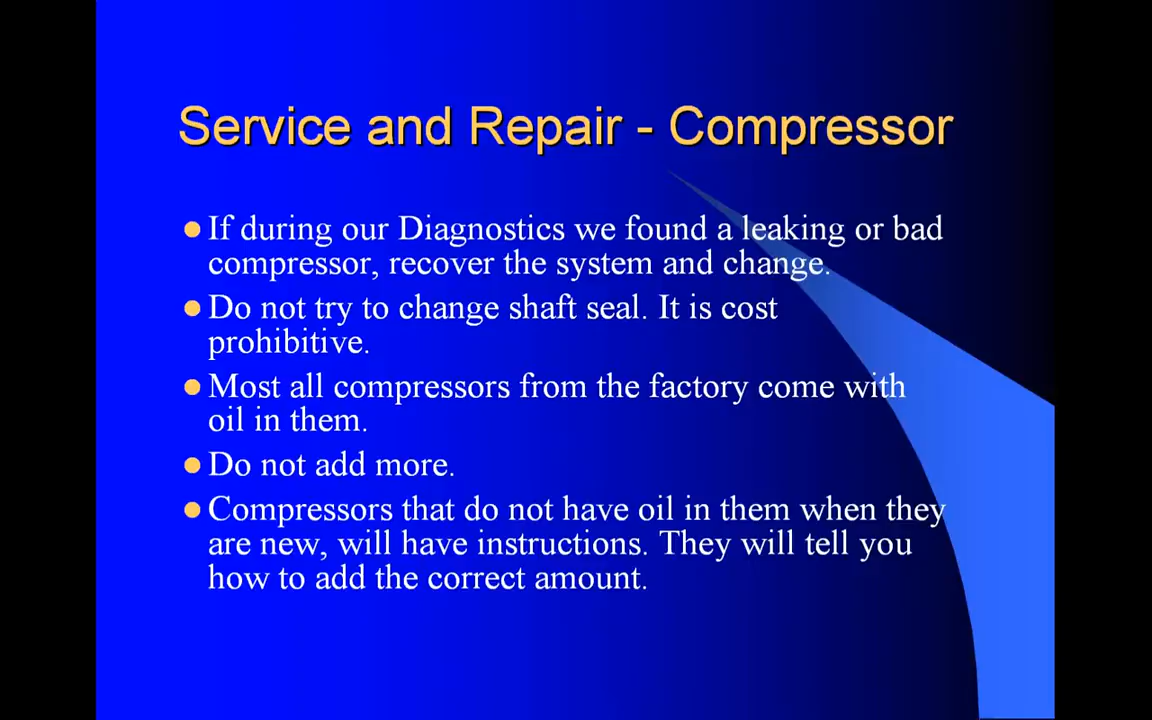 Service and Repair - Compressor
If during our Diagnostics we found a leaking or bad
compressor, recover the system and change.
Do not try to change shaft seal. It is cost
prohibitive.
Most all compressors from the factory come with
oil in them.
Do not add more.
Compressors that do not have oil in them when they
are new, will have instructions. They will tell you
how to add the correct amount.